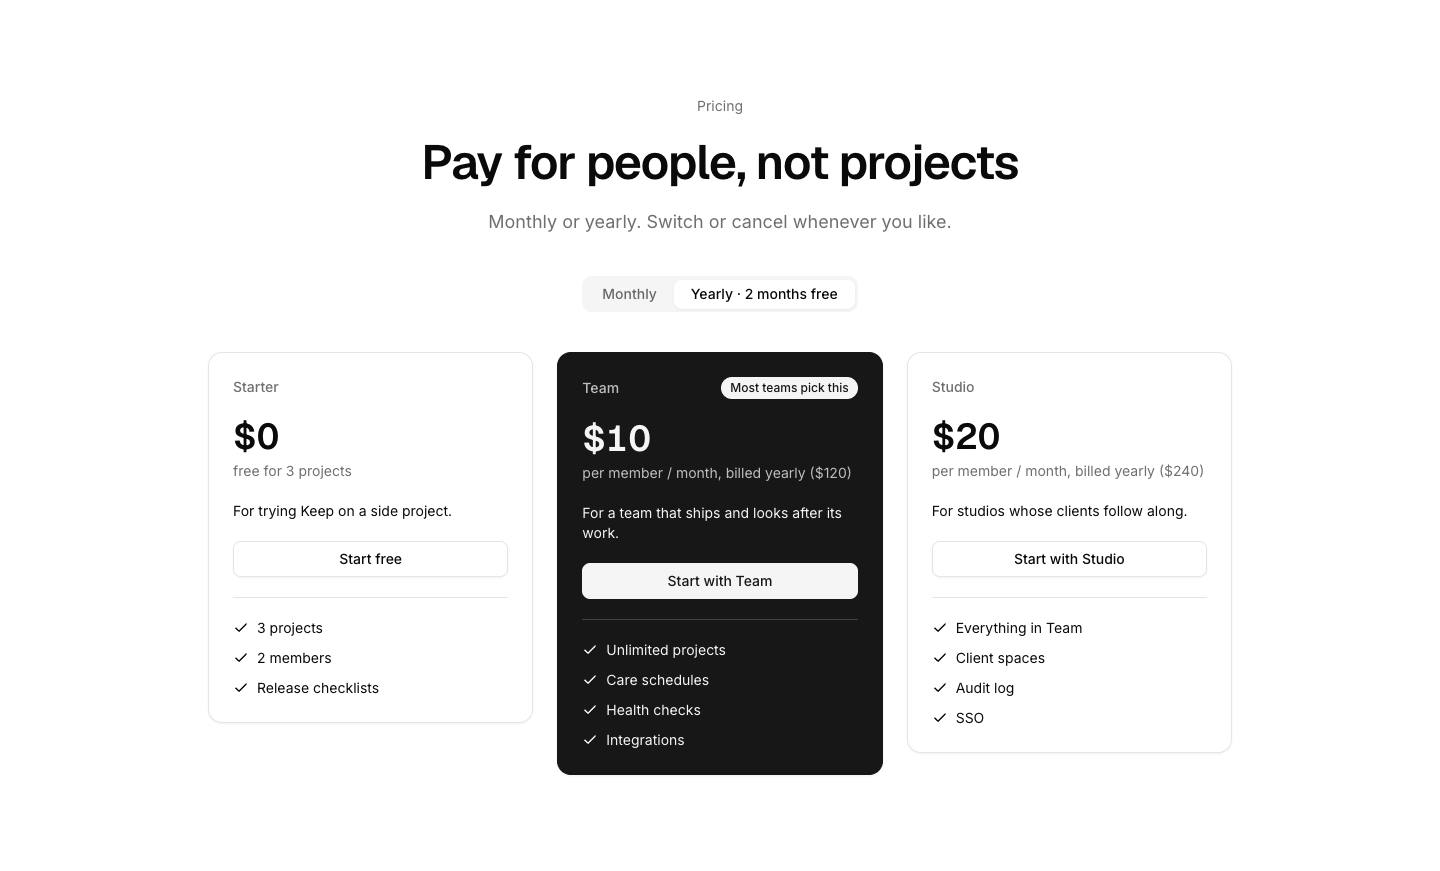 Pricing
Pay for people, not projects
Monthly or yearly. Switch or cancel whenever you like.
Monthly
Yearly · 2 months free
Starter
$0
free for 3 projects
For trying Keep on a side project.
Start free
3 projects
2 members
Release checklists
Team
Most teams pick this
$10
per member / month, billed yearly ($120)
For a team that ships and looks after its
work.
Start with Team
Unlimited projects
Care schedules
Health checks
Integrations
Studio
$20
per member / month, billed yearly ($240)
For studios whose clients follow along.
Start with Studio
Everything in Team
Client spaces
Audit log
SSO